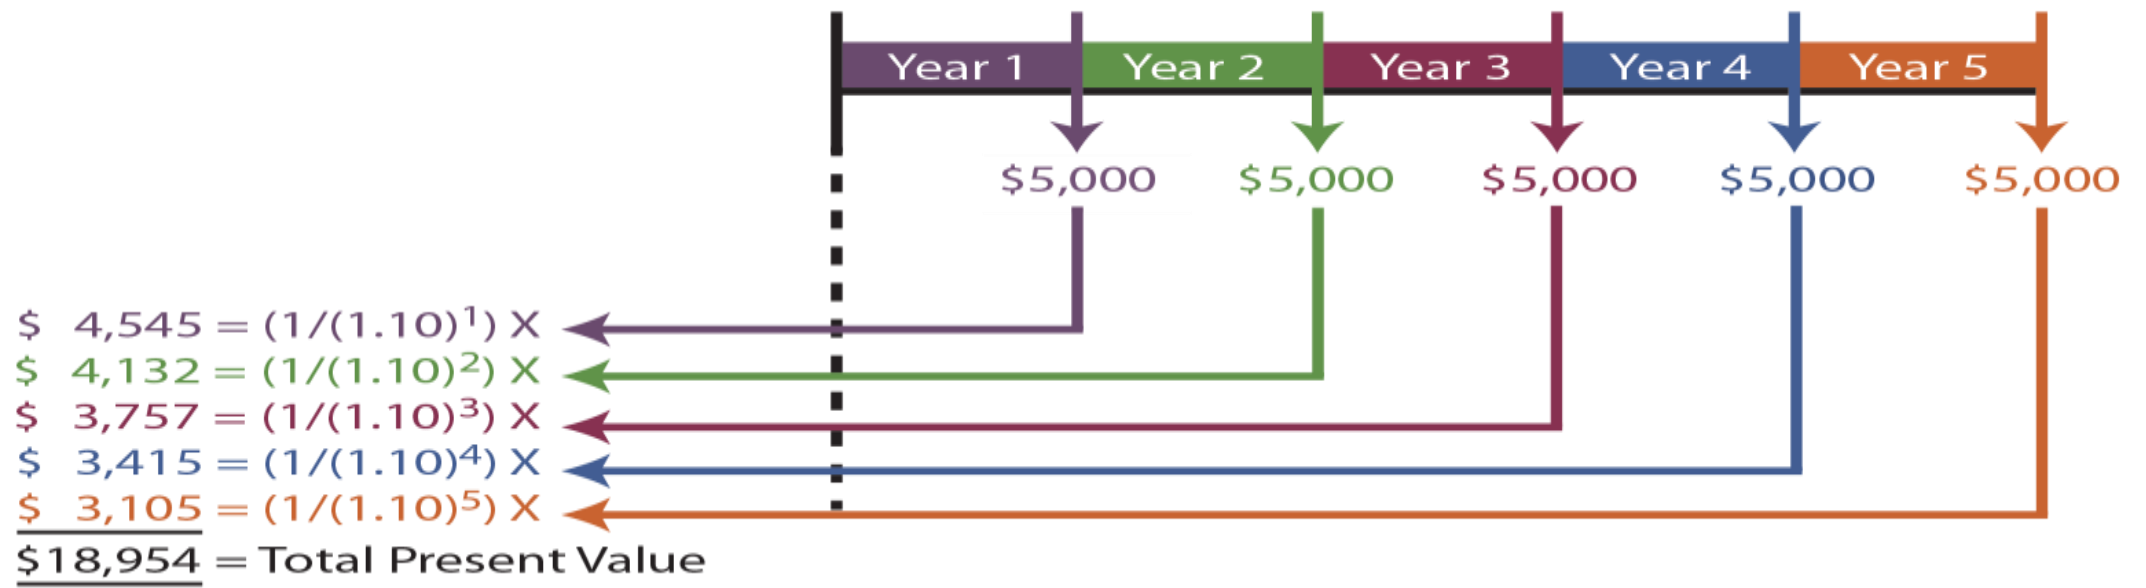 Year 1 Year 2 Year 3 Year 4 Year 5
$5,000 $5,000 $5,000 $5,000 $5,000
$ 4,545 = (1/(1.10)¹) X
$ 4,132 = (1/(1.10)²) X
$ 3,757 = (1/(1.10)³) X
$ 3,415 = (1/(1.10)⁴) X
$ 3,105 = (1/(1.10)⁵) X
$18,954 = Total Present Value